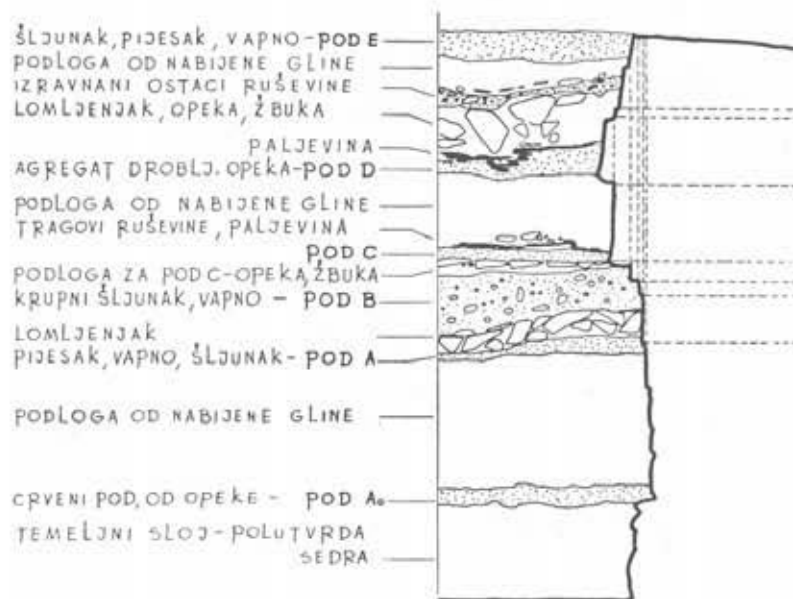 ŠLJUNAK, PIJESAK, VAPNO-POD E
PODLOGA OD NABIJENE GLINE
IZRAVNANI OSTACI RUŠEVINE
LOMLJENJAK, OPEKA, ŽBUKA
PALJEVINA
AGREGAT DROBLJ. OPEKA-POD D
PODLOGA OD NABIJENE GLINE
TRAGOVI RUŠEVINE, PALJEVINA
POD C
PODLOGA ZA POD C-OPEKA, ŽBUKA
KRUPNI ŠLJUNAK, VAPNO - POD B
LOMLJENJAK
PIJESAK, VAPNO, ŠLJUNAK- POD A
PODLOGA OD NABIJENE GLINE
CRVENI POD, OD OPEKE - POD A₀
TEMELJNI SLOJ-POLUTVRDA
SEDRA